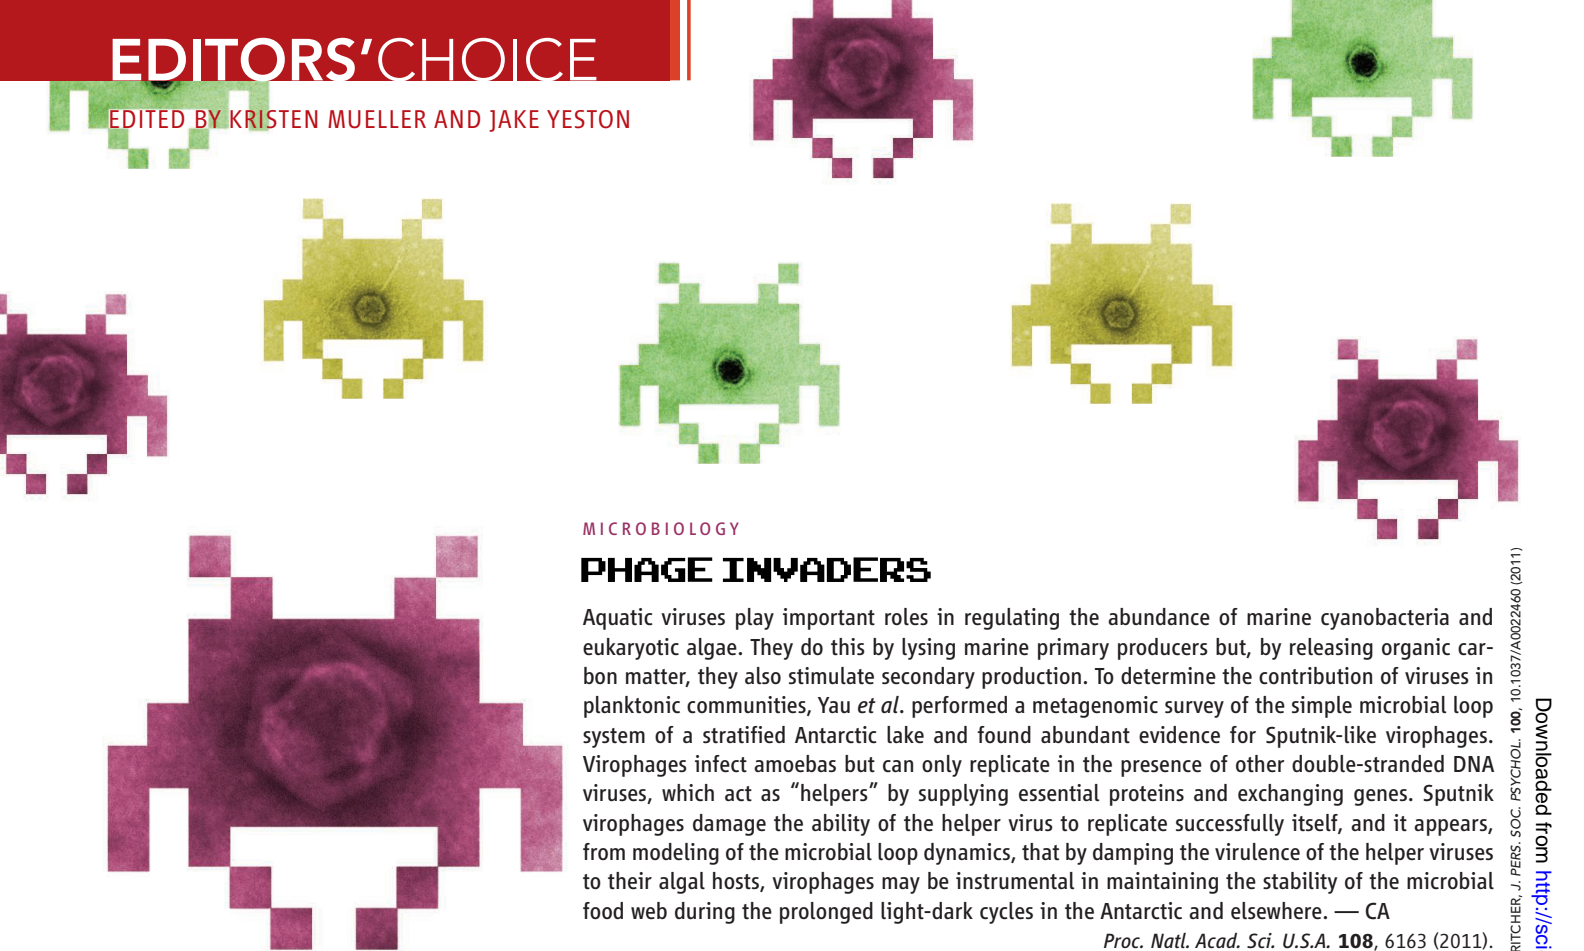 EDITORS'CHOICE
EDITED BY KRISTEN MUELLER AND JAKE YESTON
MICROBIOLOGY
PHAGE INVADERS
Aquatic viruses play important roles in regulating the abundance of marine cyanobacteria and
eukaryotic algae. They do this by lysing marine primary producers but, by releasing organic car-
bon matter, they also stimulate secondary production. To determine the contribution of viruses in
planktonic communities, Yau et al. performed a metagenomic survey of the simple microbial loop
system of a stratified Antarctic lake and found abundant evidence for Sputnik-like virophages.
Virophages infect amoebas but can only replicate in the presence of other double-stranded DNA
viruses, which act as “helpers” by supplying essential proteins and exchanging genes. Sputnik
virophages damage the ability of the helper virus to replicate successfully itself, and it appears,
from modeling of the microbial loop dynamics, that by damping the virulence of the helper viruses
to their algal hosts, virophages may be instrumental in maintaining the stability of the microbial
food web during the prolonged light-dark cycles in the Antarctic and elsewhere. — CA
Proc. Natl. Acad. Sci. U.S.A. 108, 6163 (2011).
RITCHER, J. PERS. SOC. PSYCHOL. 100, 10.1037/A0022460 (2011)
Downloaded from http://sci